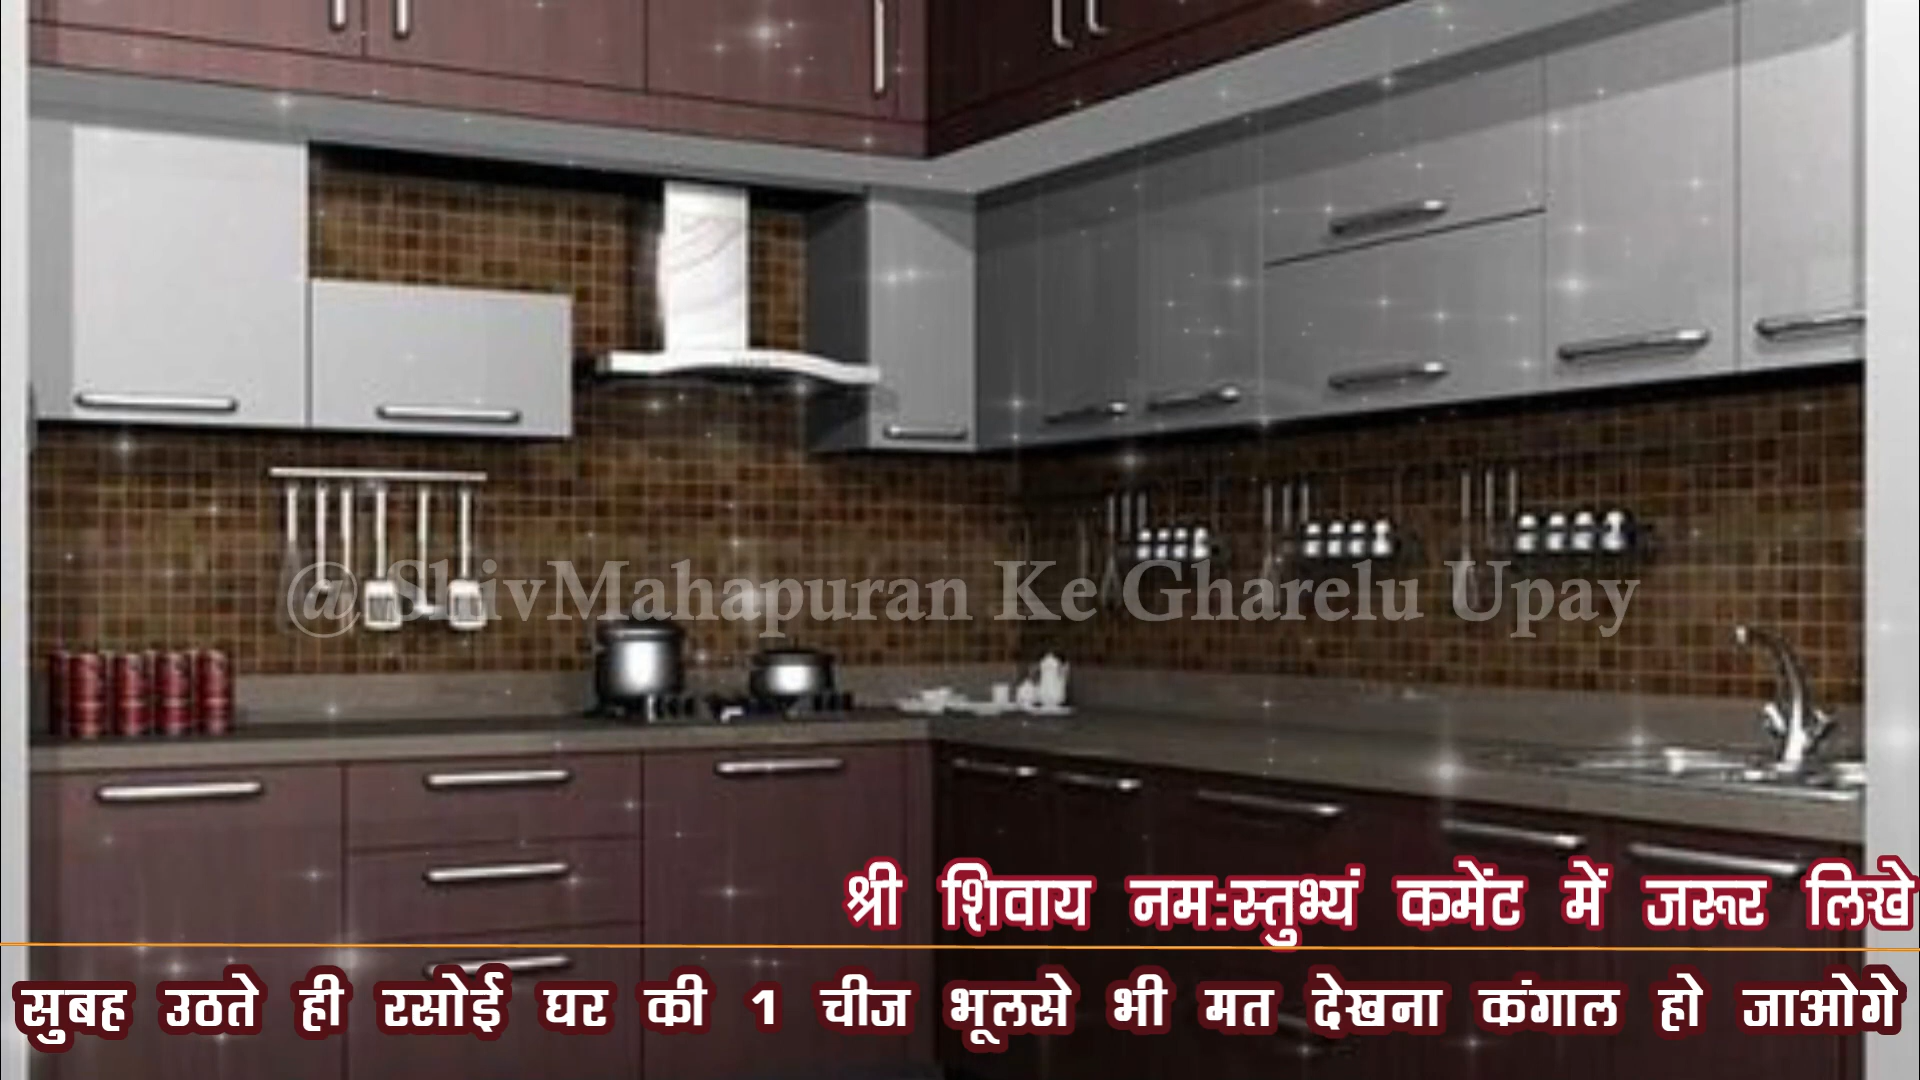 @ShivMahapuran Ke Gharelu Upay
श्री शिवाय नम:स्तुभ्यं कमेंट में जरूर लिखे
सुबह उठते ही रसोई घर की 1 चीज भूलसे भी मत देखना कंगाल हो जाओगे